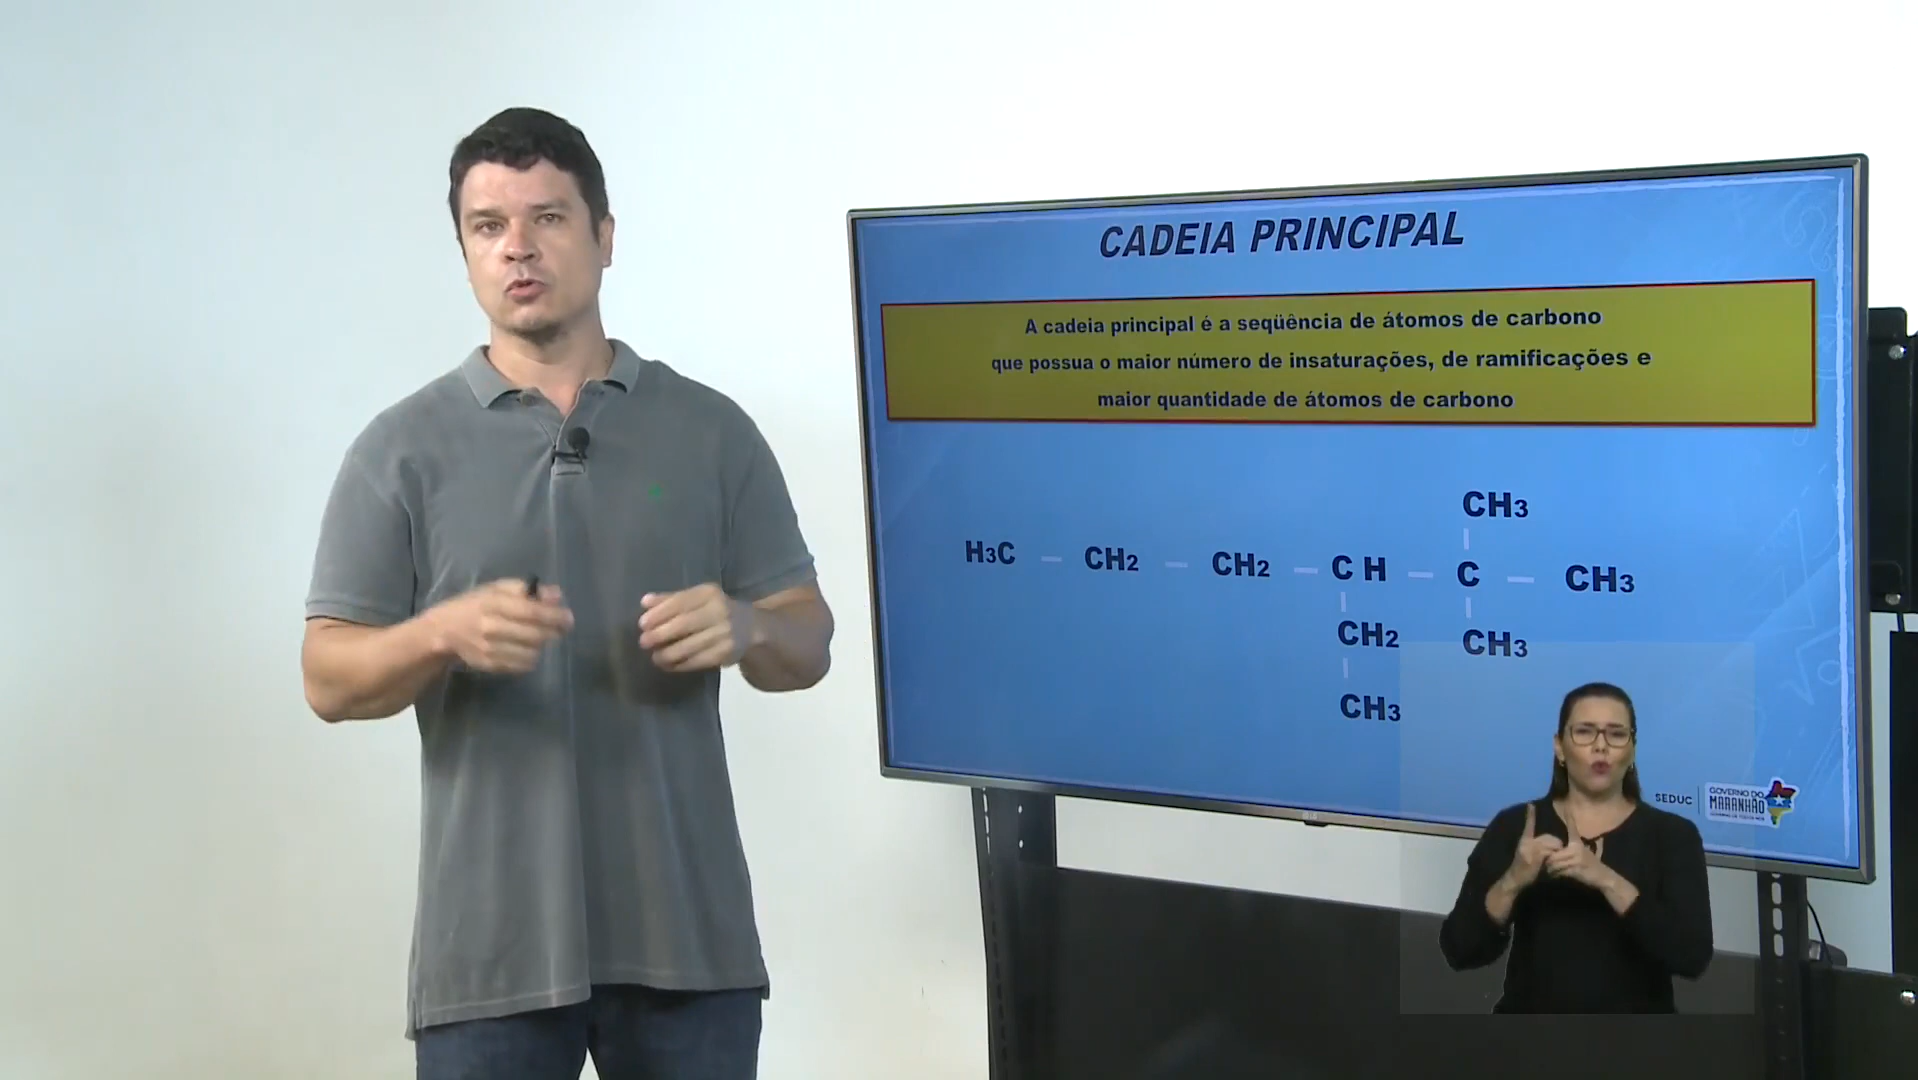 CADEIA PRINCIPAL
A cadeia principal é a seqüência de átomos de carbono
que possua o maior número de insaturações, de ramificações e
maior quantidade de átomos de carbono
CH3
H3C — CH2 — CH2 — C H — C — CH3
CH2 CH3
CH3
SEDUC
GOVERNO DO
MARANHÃO